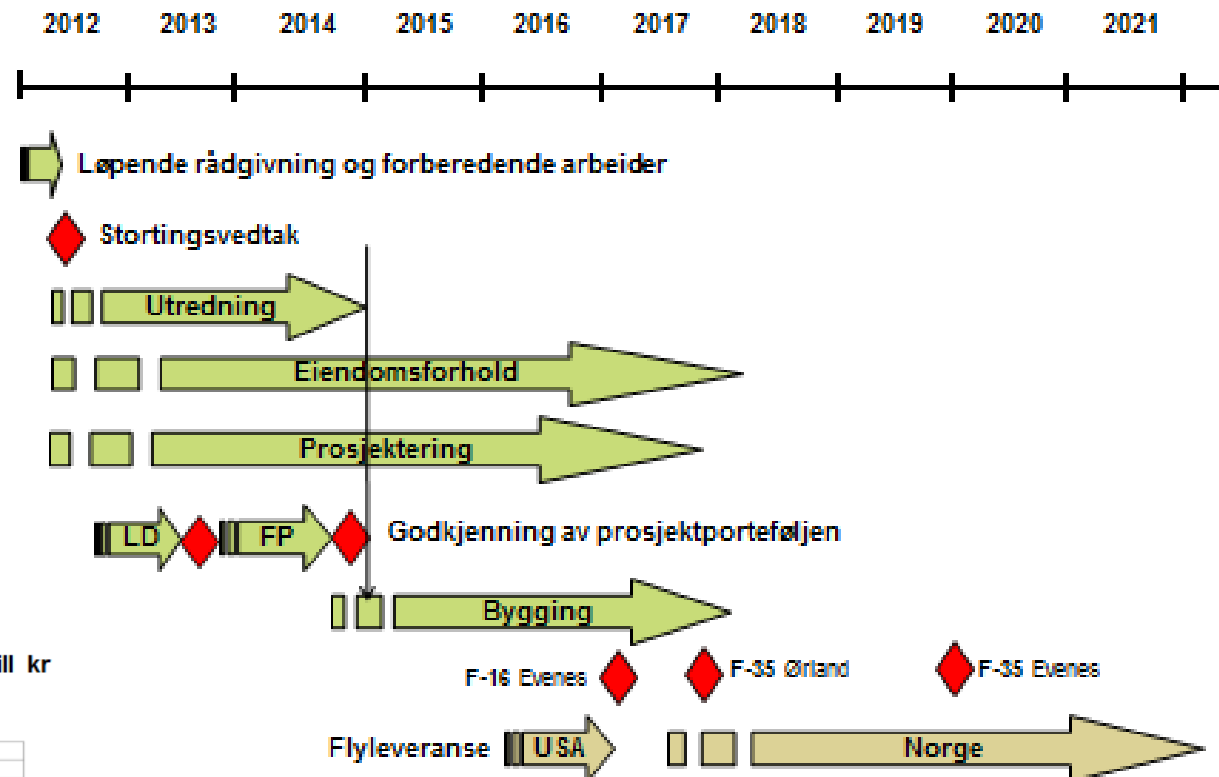 2012 2013 2014 2015 2016 2017 2018 2019 2020 2021
Løpende rådgivning og forberedende arbeider
Stortingsvedtak
Utredning
Eiendomsforhold
Prosjektering
LD FP Godkjenning av prosjektporteføljen
Bygging
ill kr
F-16 Evenes F-35 Ørland F-35 Evenes
Flyleveranse USA Norge